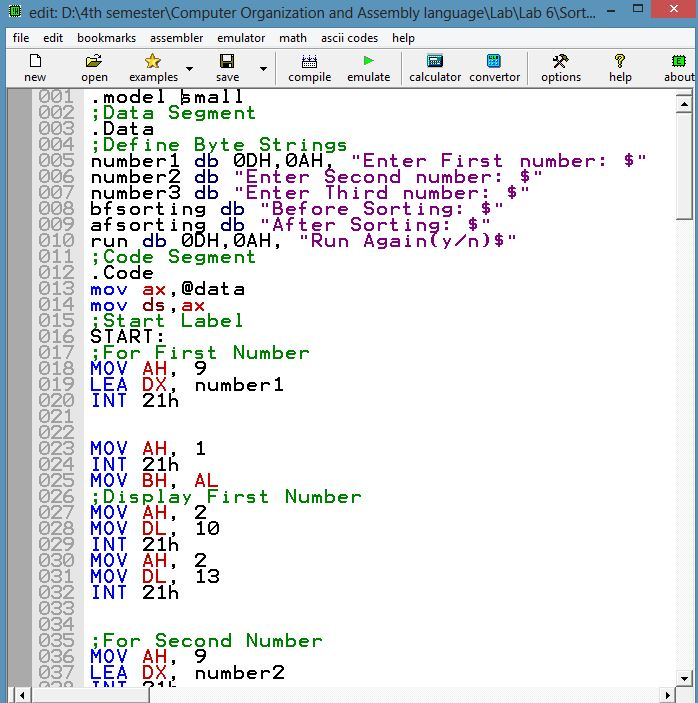 edit: D:\4th semester\Computer Organization and Assembly language\Lab\Lab 6\Sort...
file edit bookmarks assembler emulator math ascii codes help
new open examples save compile emulate calculator convertor options help about
001 .model small
002 ;Data Segment
003 .Data
004 ;Define Byte Strings
005 number1 db 0DH,0AH, "Enter First number: $"
006 number2 db "Enter Second number: $"
007 number3 db "Enter Third number: $"
008 bfsorting db "Before Sorting: $"
009 afsorting db "After Sorting: $"
010 run db 0DH,0AH, "Run Again(y/n)$"
011 ;Code Segment
012 .Code
013 mov ax,@data
014 mov ds,ax
015 ;Start Label
016 START:
017 ;For First Number
018 MOV AH, 9
019 LEA DX, number1
020 INT 21h
021
022
023 MOV AH, 1
024 INT 21h
025 MOV BH, AL
026 ;Display First Number
027 MOV AH, 2
028 MOV DL, 10
029 INT 21h
030 MOV AH, 2
031 MOV DL, 13
032 INT 21h
033
034
035 ;For Second Number
036 MOV AH, 9
037 LEA DX, number2
038 INT 21h